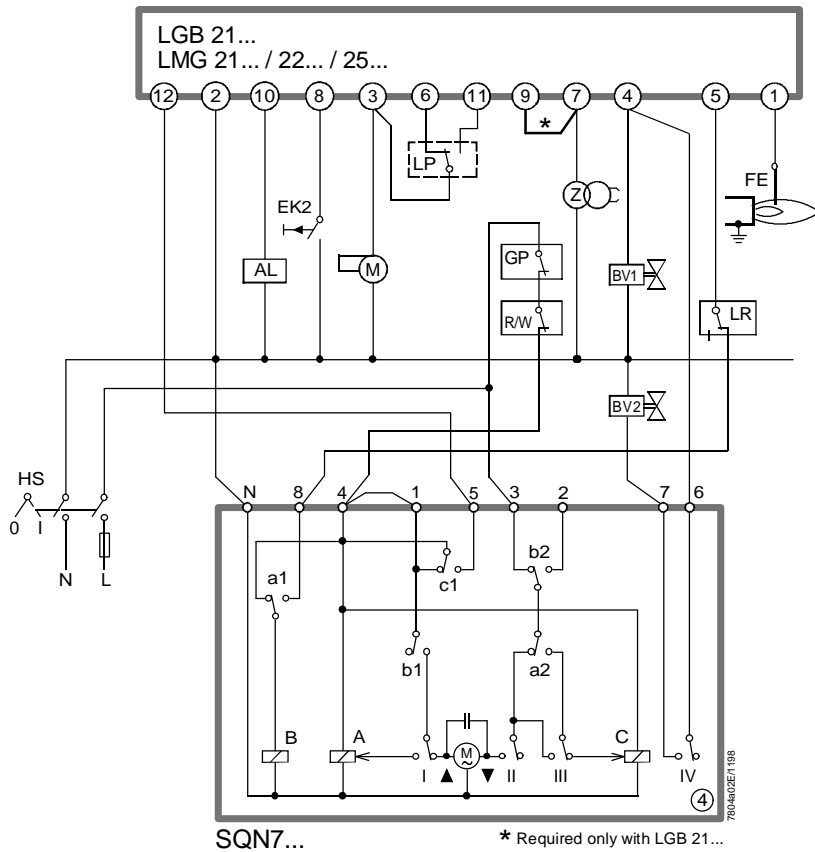 LGB 21...
LMG 21... / 22... / 25...
12 2 10 8 3 6 11 9 7 4 5 1
*
LP
Z
FE
EK2
AL
M
GP
BV1
R/W
LR
BV2
HS
0 I
N L
N 8 4 1 5 3 2 7 6
a1
c1
b2
b1
a2
B A C
M
~
I ▲ ▼ II III IV
4
7804a02E/1198
SQN7...
* Required only with LGB 21...